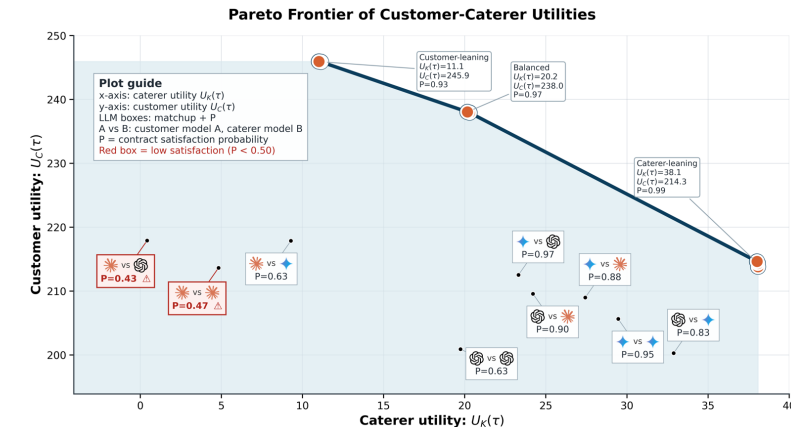 Pareto Frontier of Customer-Caterer Utilities
Customer utility: U_C(τ)
250
240
230
220
210
200
Plot guide
x-axis: caterer utility U_K(τ)
y-axis: customer utility U_C(τ)
LLM boxes: matchup + P
A vs B: customer model A, caterer model B
P = contract satisfaction probability
Red box = low satisfaction (P < 0.50)
Customer-leaning
U_K(τ)=11.1
U_C(τ)=245.9
P=0.93
Balanced
U_K(τ)=20.2
U_C(τ)=238.0
P=0.97
Caterer-leaning
U_K(τ)=38.1
U_C(τ)=214.3
P=0.99
vs
P=0.43 ⚠
vs
P=0.47 ⚠
vs
P=0.63
vs
P=0.97
vs
P=0.88
vs
P=0.90
vs
P=0.63
vs
P=0.95
vs
P=0.83
0 5 10 15 20 25 30 35 40
Caterer utility: U_K(τ)